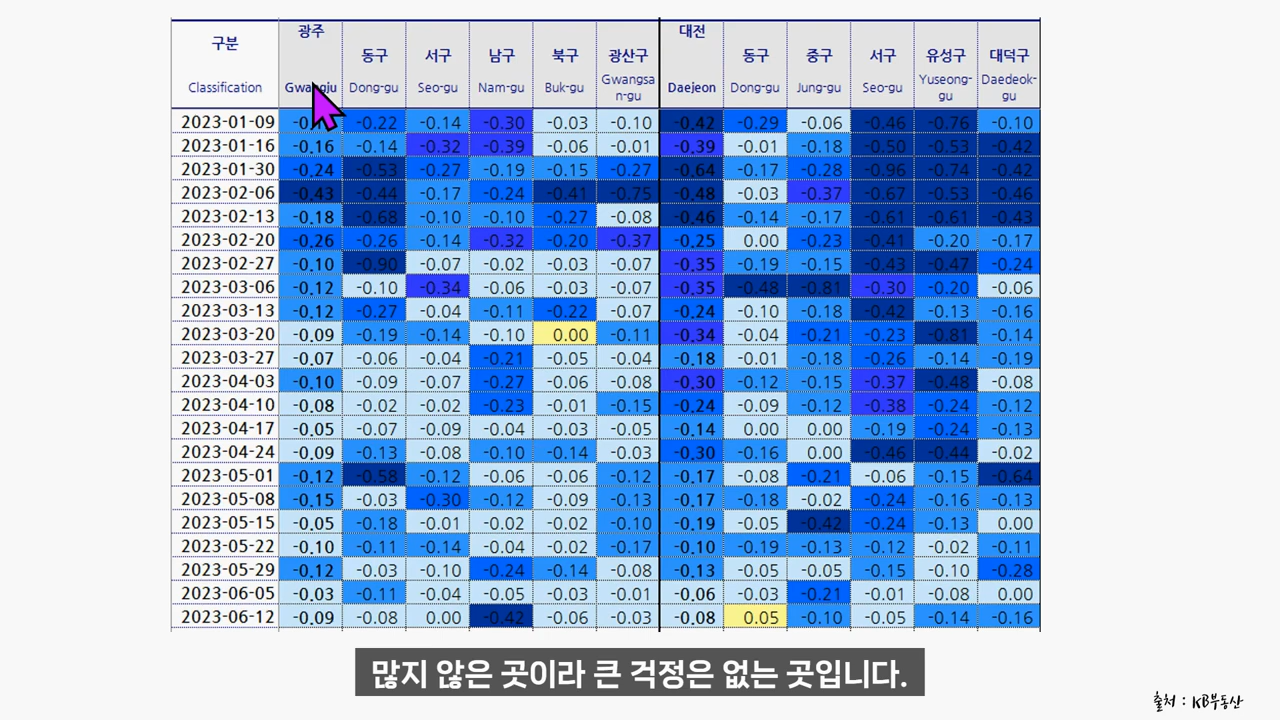 구분 광주 동구 서구 남구 북구 광산구 대전 동구 중구 서구 유성구 대덕구
Classification Dong-gu Seo-gu Nam-gu Buk-gu Gwangsan-gu Daejeon Dong-gu Jung-gu Seo-gu Yuseong-gu Daedeok-gu
2023-01-09 -0.22 -0.14 -0.30 -0.03 -0.10 -0.42 -0.29 -0.06 -0.46 -0.76 -0.10
2023-01-16 -0.16 -0.14 -0.32 -0.39 -0.06 -0.01 -0.39 -0.01 -0.18 -0.50 -0.53 -0.42
2023-01-30 -0.24 -0.53 -0.27 -0.19 -0.15 -0.27 -0.64 -0.17 -0.28 -0.96 -0.74 -0.42
2023-02-06 -0.43 -0.44 -0.17 -0.24 -0.41 -0.75 -0.48 -0.03 -0.37 -0.67 -0.53 -0.46
2023-02-13 -0.18 -0.68 -0.10 -0.10 -0.27 -0.08 -0.46 -0.14 -0.17 -0.61 -0.61 -0.43
2023-02-20 -0.26 -0.26 -0.14 -0.32 -0.20 -0.37 -0.25 0.00 -0.23 -0.41 -0.20 -0.17
2023-02-27 -0.10 -0.90 -0.07 -0.02 -0.03 -0.07 -0.35 -0.19 -0.15 -0.43 -0.47 -0.24
2023-03-06 -0.12 -0.10 -0.34 -0.06 -0.03 -0.07 -0.35 -0.48 -0.81 -0.30 -0.20 -0.06
2023-03-13 -0.12 -0.27 -0.04 -0.11 -0.22 -0.07 -0.24 -0.10 -0.18 -0.42 -0.13 -0.16
2023-03-20 -0.09 -0.19 -0.14 -0.10 0.00 -0.11 -0.34 -0.04 -0.21 -0.23 -0.81 -0.14
2023-03-27 -0.07 -0.06 -0.04 -0.21 -0.05 -0.04 -0.18 -0.01 -0.18 -0.26 -0.14 -0.19
2023-04-03 -0.10 -0.09 -0.07 -0.27 -0.06 -0.08 -0.30 -0.12 -0.15 -0.37 -0.48 -0.08
2023-04-10 -0.08 -0.02 -0.02 -0.23 -0.01 -0.15 -0.24 -0.09 -0.12 -0.38 -0.24 -0.12
2023-04-17 -0.05 -0.07 -0.09 -0.04 -0.03 -0.05 -0.14 0.00 0.00 -0.19 -0.24 -0.13
2023-04-24 -0.09 -0.13 -0.08 -0.10 -0.14 -0.03 -0.30 -0.16 0.00 -0.46 -0.44 -0.02
2023-05-01 -0.12 -0.58 -0.12 -0.06 -0.06 -0.12 -0.17 -0.08 -0.21 -0.06 -0.15 -0.64
2023-05-08 -0.15 -0.03 -0.30 -0.12 -0.09 -0.13 -0.17 -0.18 -0.02 -0.24 -0.16 -0.13
2023-05-15 -0.05 -0.18 -0.01 -0.02 -0.02 -0.10 -0.19 -0.05 -0.42 -0.24 -0.13 0.00
2023-05-22 -0.10 -0.11 -0.14 -0.04 -0.02 -0.17 -0.10 -0.19 -0.13 -0.12 -0.02 -0.11
2023-05-29 -0.12 -0.03 -0.10 -0.24 -0.14 -0.08 -0.13 -0.05 -0.05 -0.15 -0.10 -0.28
2023-06-05 -0.03 -0.11 -0.04 -0.05 -0.03 -0.01 -0.06 -0.03 -0.21 -0.01 -0.08 0.00
2023-06-12 -0.09 -0.08 0.00 -0.42 -0.06 -0.03 -0.08 0.05 -0.10 -0.05 -0.14 -0.16
많지 않은 곳이라 큰 걱정은 없는 곳입니다.
출처 : KB부동산